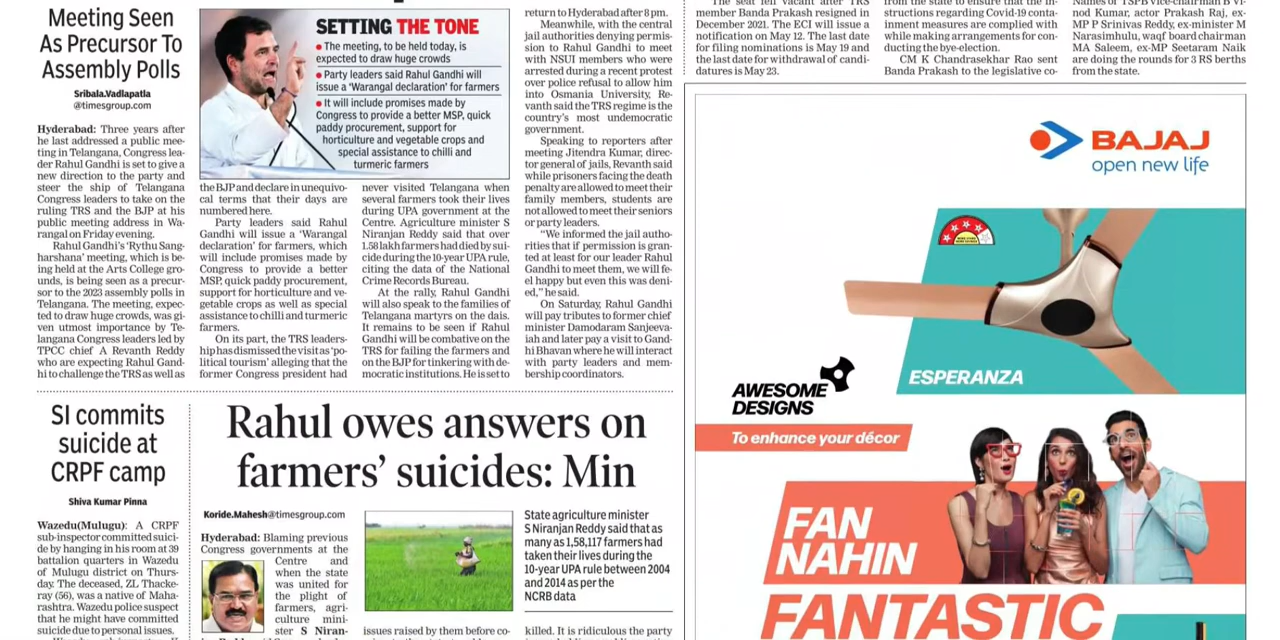 Meeting Seen
As Precursor To
Assembly Polls
Sribala.Vadlapatla
@timesgroup.com
Hyderabad: Three years after
he last addressed a public mee-
ting in Telangana, Congress lea-
der Rahul Gandhi is set to give a
new direction to the party and
steer the ship of Telangana
Congress leaders to take on the
ruling TRS and the BJP at his
public meeting address in Wa-
rangal on Friday evening.
Rahul Gandhi's 'Rythu Sang-
harshana' meeting, which is be-
ing held at the Arts College gro-
unds, is being seen as a precur-
sor to the 2023 assembly polls in
Telangana. The meeting, expec-
ted to draw huge crowds, was gi-
ven utmost importance by Te-
langana Congress leaders led by
TPCC chief A Revanth Reddy
who are expecting Rahul Gand-
hi to challenge the TRS as well as
SETTING THE TONE
The meeting, to be held today, is
expected to draw huge crowds
Party leaders said Rahul Gandhi will
issue a 'Warangal declaration' for farmers
It will include promises made by
Congress to provide a better MSP, quick
paddy procurement, support for
horticulture and vegetable crops and
special assistance to chilli and
turmeric farmers
the BJP and declare in unequivo-
cal terms that their days are
numbered here.
Party leaders said Rahul
Gandhi will issue a 'Warangal
declaration' for farmers, which
will include promises made by
Congress to provide a better
MSP, quick paddy procurement,
support for horticulture and ve-
getable crops as well as special
assistance to chilli and turmeric
farmers.
On its part, the TRS leaders-
hip has dismissed the visit as 'po-
litical tourism' alleging that the
former Congress president had
never visited Telangana when
several farmers took their lives
during UPA government at the
Centre. Agriculture minister S
Niranjan Reddy said that over
1.58 lakh farmers had died by sui-
cide during the 10-year UPA rule,
citing the data of the National
Crime Records Bureau.
At the rally, Rahul Gandhi
will also speak to the families of
Telangana martyrs on the dais.
It remains to be seen if Rahul
Gandhi will be combative on the
TRS for failing the farmers and
on the BJP for tinkering with de-
mocratic institutions. He is set to
return to Hyderabad after 8 pm.
Meanwhile, with the central
jail authorities denying permis-
sion to Rahul Gandhi to meet
with NSUI members who were
arrested during a recent protest
over police refusal to allow him
into Osmania University, Re-
vanth said the TRS regime is the
country's most undemocratic
government.
Speaking to reporters after
meeting Jitendra Kumar, direc-
tor general of jails, Revanth said
while prisoners facing the death
penalty are allowed to meet their
family members, students are
not allowed to meet their seniors
or party leaders.
"We informed the jail autho-
rities that if permission is gran-
ted at least for our leader Rahul
Gandhi to meet them, we will fe-
el happy but even this was deni-
ed," he said.
On Saturday, Rahul Gandhi
will pay tributes to former chief
minister Damodaram Sanjeeva-
iah and later pay a visit to Gand-
hi Bhavan where he will interact
with party leaders and mem-
bership coordinators.
member Banda Prakash resigned in
December 2021. The ECI will issue a
notification on May 12. The last date
for filing nominations is May 19 and
the last date for withdrawal of candi-
datures is May 23.
from the state to ensure that the in-
structions regarding Covid-19 conta-
inment measures are complied with
while making arrangements for con-
ducting the bye-election.
CM K Chandrasekhar Rao sent
Banda Prakash to the legislative co-
Names of TSPB vice-chairman B Vi-
nod Kumar, actor Prakash Raj, ex-
MP P Srinivas Reddy, ex-minister M
Narasimhulu, waqf board chairman
MA Saleem, ex-MP Seetaram Naik
are doing the rounds for 3 RS berths
from the state.
BAJAJ
open new life
ESPERANZA
AWESOME
DESIGNS
To enhance your décor
FAN
NAHIN
FANTASTIC
SI commits
suicide at
CRPF camp
Shiva Kumar Pinna
Wazedu(Mulugu): A CRPF
sub-inspector committed suici-
de by hanging in his room at 39
battalion quarters in Wazedu
of Mulugu district on Thurs-
day. The deceased, ZL Thacke-
ray (56), was a native of Maha-
rashtra. Wazedu police suspect
that he might have committed
suicide due to personal issues.
Rahul owes answers on
farmers' suicides: Min
Koride.Mahesh@timesgroup.com
Hyderabad: Blaming previous
Congress governments at the
Centre and
when the state
was united for
the plight of
farmers, agri-
culture mini-
ster S Niran-
State agriculture minister
S Niranjan Reddy said that as
many as 1,58,117 farmers had
taken their lives during the
10-year UPA rule between 2004
and 2014 as per the
NCRB data
issues raised by them before co-
killed. It is ridiculous the party